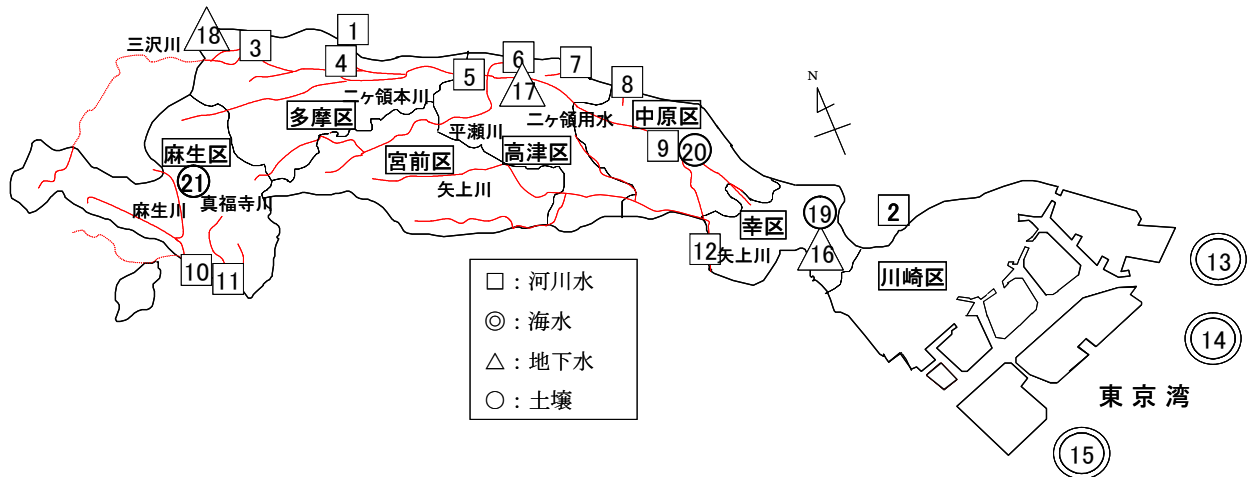 1
18
三沢川
3
4
6
5
7
17
8
二ヶ領本川
多摩区
二ヶ領用水
中原区
平瀬川
9
20
麻生区
宮前区
高津区
21
矢上川
麻生川
真福寺川
19
2
幸区
12
矢上川
16
10
11
川崎区
13
14
15
N
東京湾
□：河川水
◎：海水
△：地下水
○：土壌